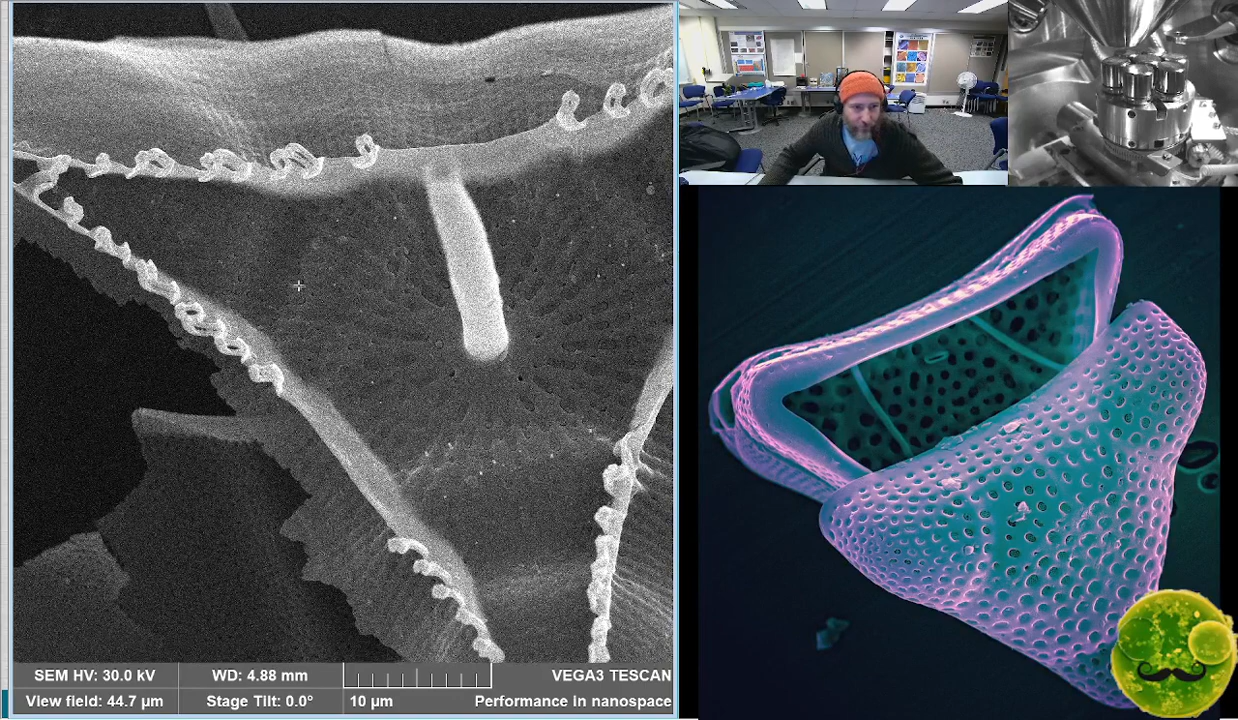 SEM HV: 30.0 kV
WD: 4.88 mm
VEGA3 TESCAN
View field: 44.7 µm
Stage Tilt: 0.0°
10 µm
Performance in nanospace